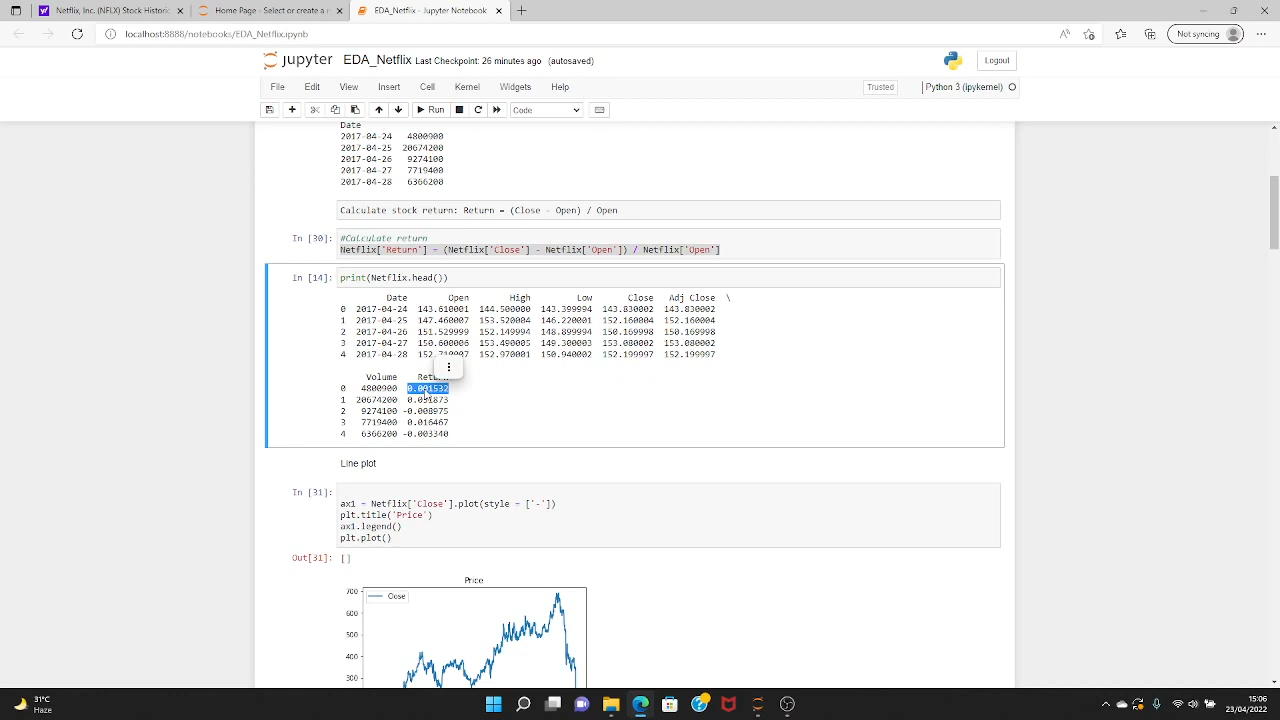 Netflix, Inc. (NFLX) Stock Historic
Home Page - Select or create a n
EDA_Netflix - Jupyter Notebook
localhost:8888/notebooks/EDA_Netflix.ipynb
Not syncing
jupyter EDA_Netflix Last Checkpoint: 26 minutes ago (autosaved)
Logout
File Edit View Insert Cell Kernel Widgets Help
Trusted
Python 3 (ipykernel)
Run
Code
Date
2017-04-24 4800900
2017-04-25 20674200
2017-04-26 9274100
2017-04-27 7719400
2017-04-28 6366200
Calculate stock return: Return = (Close - Open) / Open
In [30]: #Calculate return
Netflix['Return'] = (Netflix['Close'] - Netflix['Open']) / Netflix['Open']
In [14]: print(Netflix.head())
Date Open High Low Close Adj Close \
0 2017-04-24 143.610001 144.500000 143.399994 143.830002 143.830002
1 2017-04-25 147.460007 153.520004 146.220001 152.160004 152.160004
2 2017-04-26 151.529999 152.149994 148.899994 150.169998 150.169998
3 2017-04-27 150.600006 153.490005 149.300003 153.080002 153.080002
4 2017-04-28 152.710007 152.970001 150.940002 152.199997 152.199997
Volume
0 4800900 0.001532
1 20674200 0.031873
2 9274100 -0.008975
3 7719400 0.016467
4 6366200 -0.003340
Line plot
In [31]:
ax1 = Netflix['Close'].plot(style = ['-'])
plt.title('Price')
ax1.legend()
plt.plot()
Out[31]: []
Price
Close
700
600
500
400
300
31°C
Haze
15:06
23/04/2022